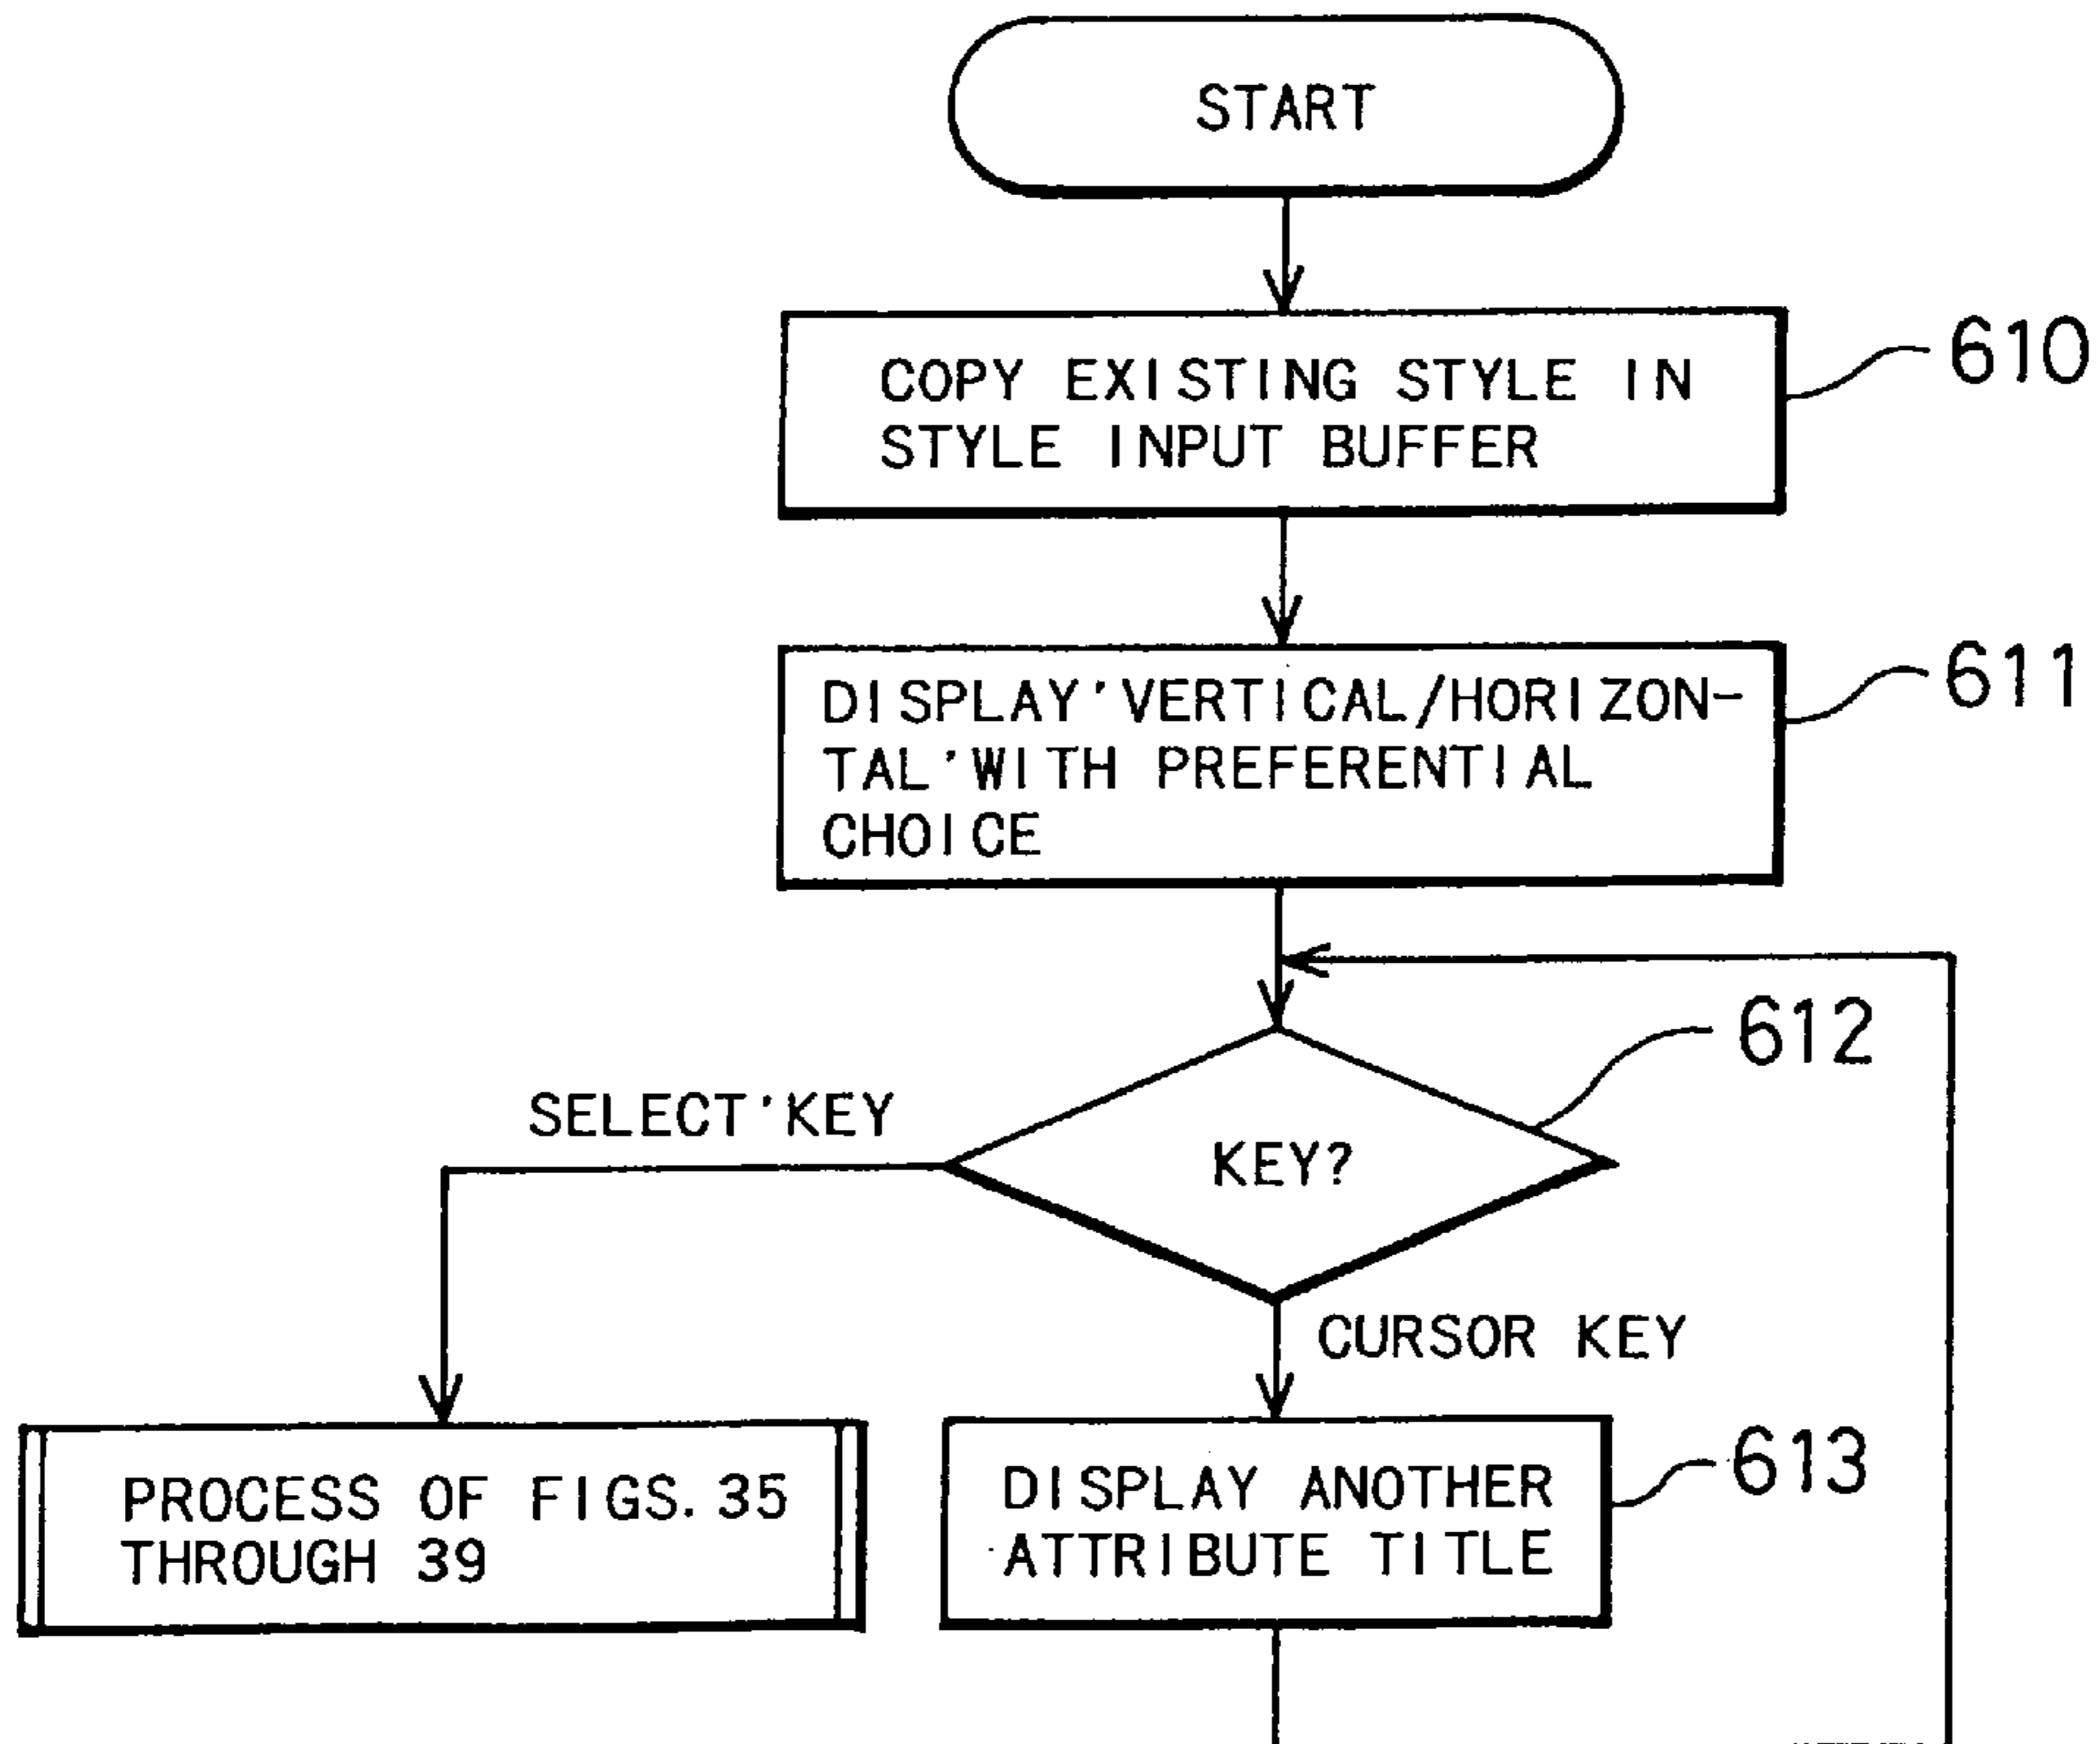 START
COPY EXISTING STYLE IN
STYLE INPUT BUFFER
610
DISPLAY'VERTICAL/HORIZON-
TAL'WITH PREFERENTIAL
CHOICE
611
612
SELECT'KEY
KEY?
CURSOR KEY
PROCESS OF FIGS. 35
THROUGH 39
DISPLAY ANOTHER
ATTRIBUTE TITLE
613